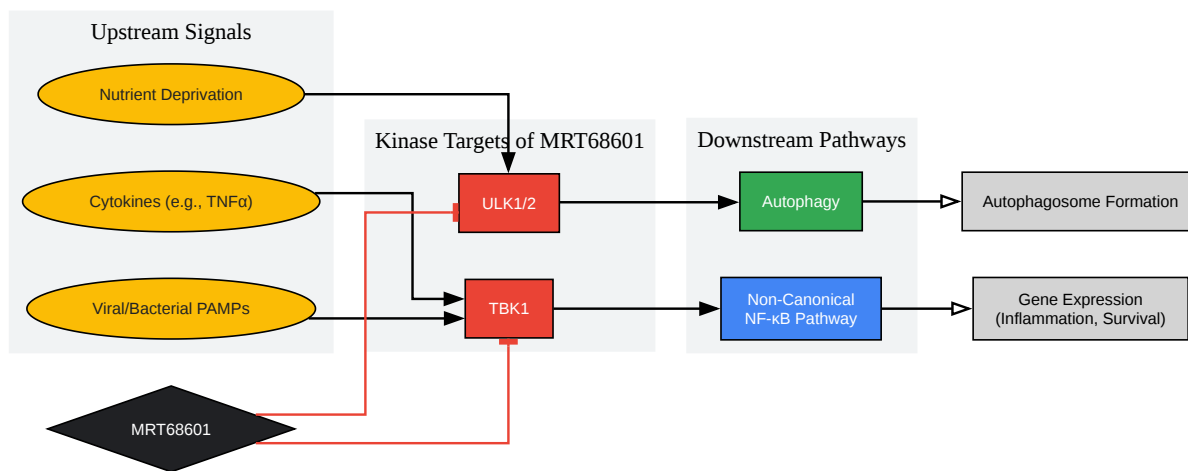 Upstream Signals
Nutrient Deprivation
Cytokines (e.g., TNFα)
Viral/Bacterial PAMPs
MRT68601
Kinase Targets of MRT68601
ULK1/2
TBK1
Downstream Pathways
Autophagy
Non-Canonical
NF-κB Pathway
Autophagosome Formation
Gene Expression
(Inflammation, Survival)